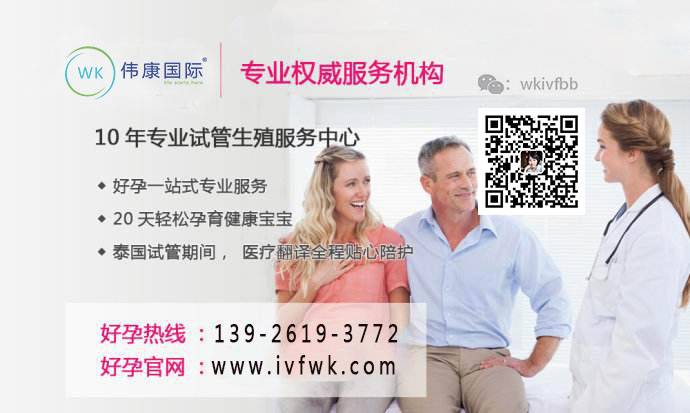 WK 伟康国际®
专业权威服务机构
: wkivfbb
10 年专业试管生殖服务中心
◆ 好孕一站式专业服务
◆ 20 天轻松孕育健康宝宝
◆ 泰国试管期间， 医疗翻译全程贴心陪护
好孕热线 ：139-2619-3772
好孕官网 ：www.ivfwk.com